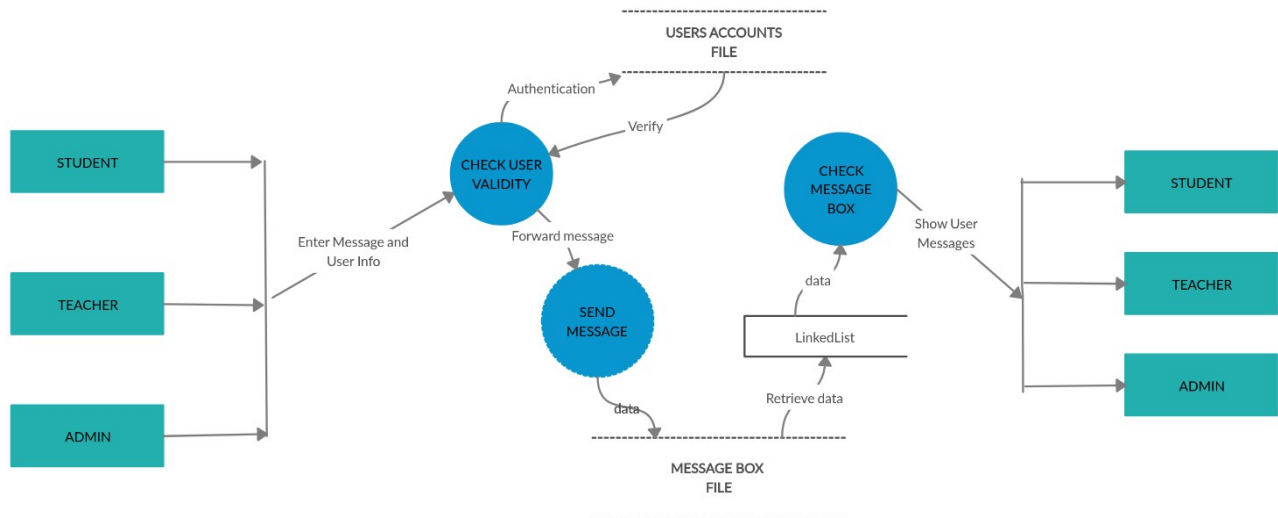 USERS ACCOUNTS
FILE
Authentication
Verify
STUDENT
CHECK USER
VALIDITY
CHECK
MESSAGE
BOX
STUDENT
Enter Message and
User Info
Forward message
Show User
Messages
TEACHER
SEND
MESSAGE
data
LinkedList
TEACHER
ADMIN
data
Retrieve data
ADMIN
MESSAGE BOX
FILE